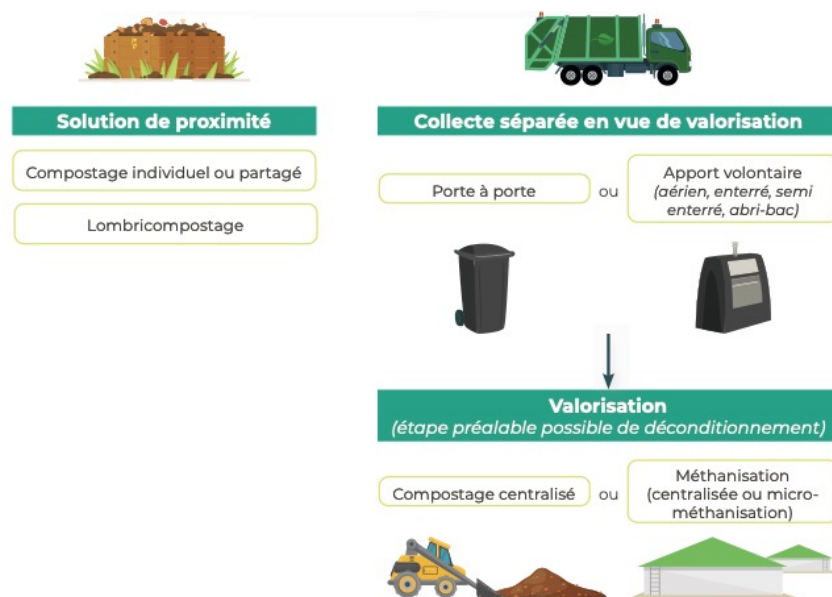 Solution de proximité
Compostage individuel ou partagé
Lombricompostage
Collecte séparée en vue de valorisation
Porte à porte
ou
Apport volontaire
(aérien, enterré, semi
enterré, abri-bac)
Valorisation
(étape préalable possible de déconditionnement)
Compostage centralisé
ou
Méthanisation
(centralisée ou micro-
méthanisation)